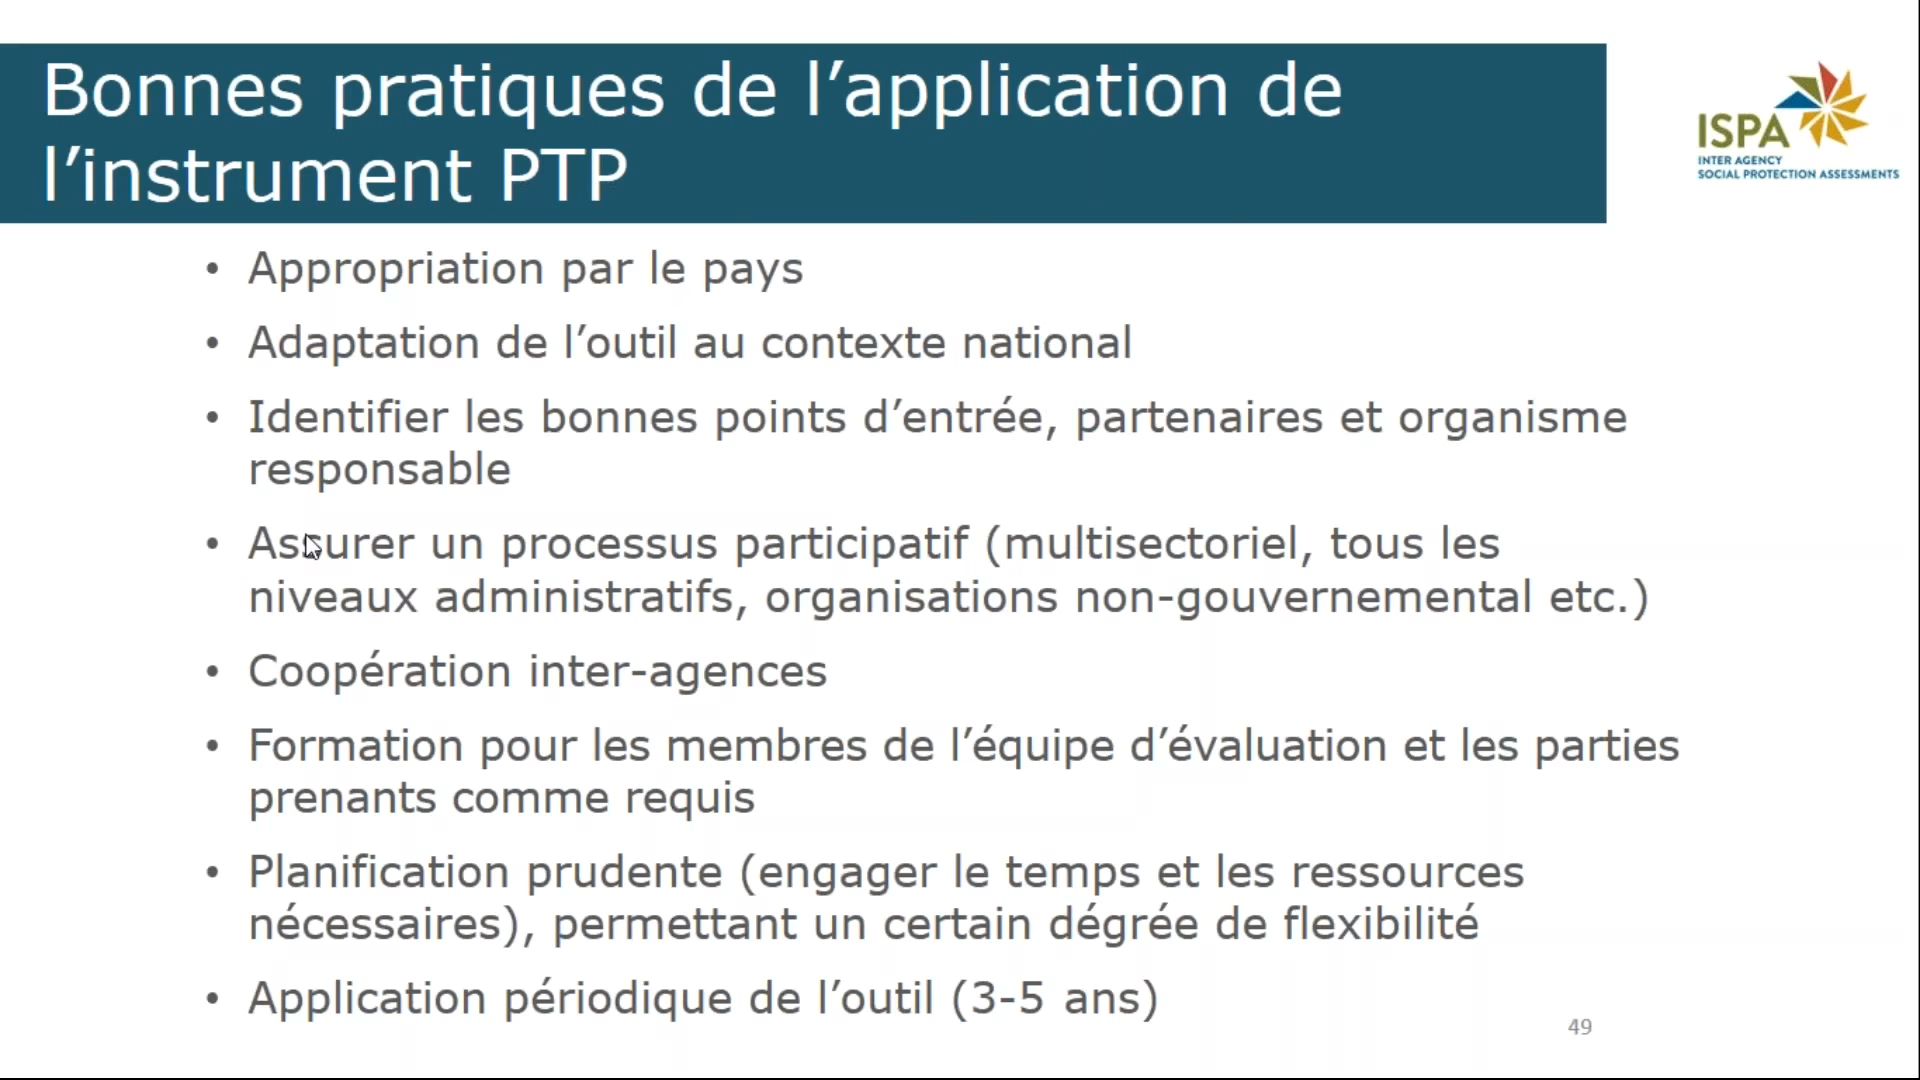 Bonnes pratiques de l’application de
l’instrument PTP
ISPA
INTER AGENCY
SOCIAL PROTECTION ASSESSMENTS
• Appropriation par le pays
• Adaptation de l’outil au contexte national
• Identifier les bonnes points d’entrée, partenaires et organisme
responsable
• Assurer un processus participatif (multisectoriel, tous les
niveaux administratifs, organisations non-gouvernemental etc.)
• Coopération inter-agences
• Formation pour les membres de l’équipe d’évaluation et les parties
prenants comme requis
• Planification prudente (engager le temps et les ressources
nécessaires), permettant un certain dégrée de flexibilité
• Application périodique de l’outil (3-5 ans)
49